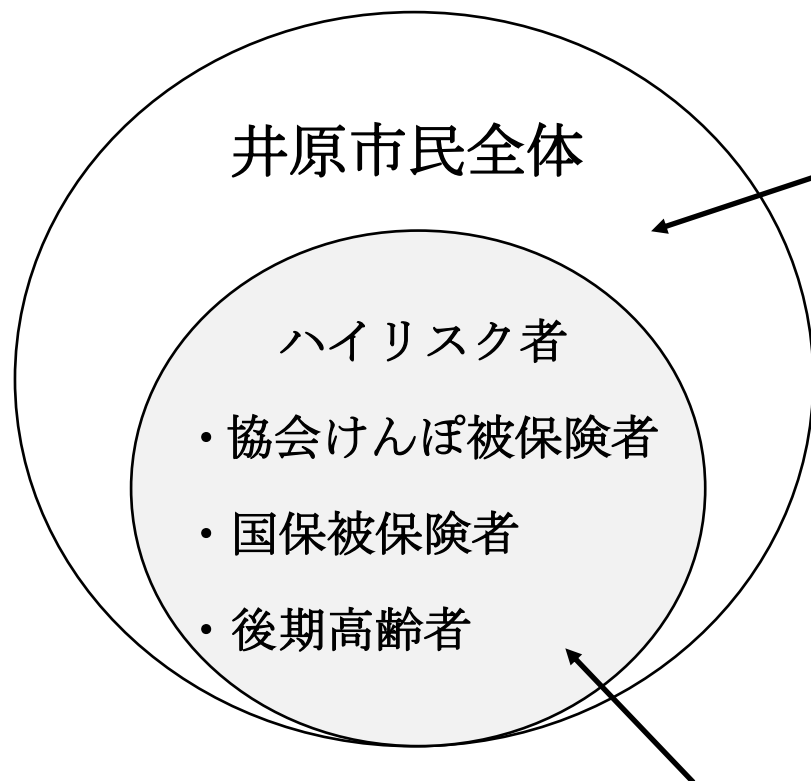 井原市民全体
ハイリスク者
・協会けんぽ被保険者
・国保被保険者
・後期高齢者